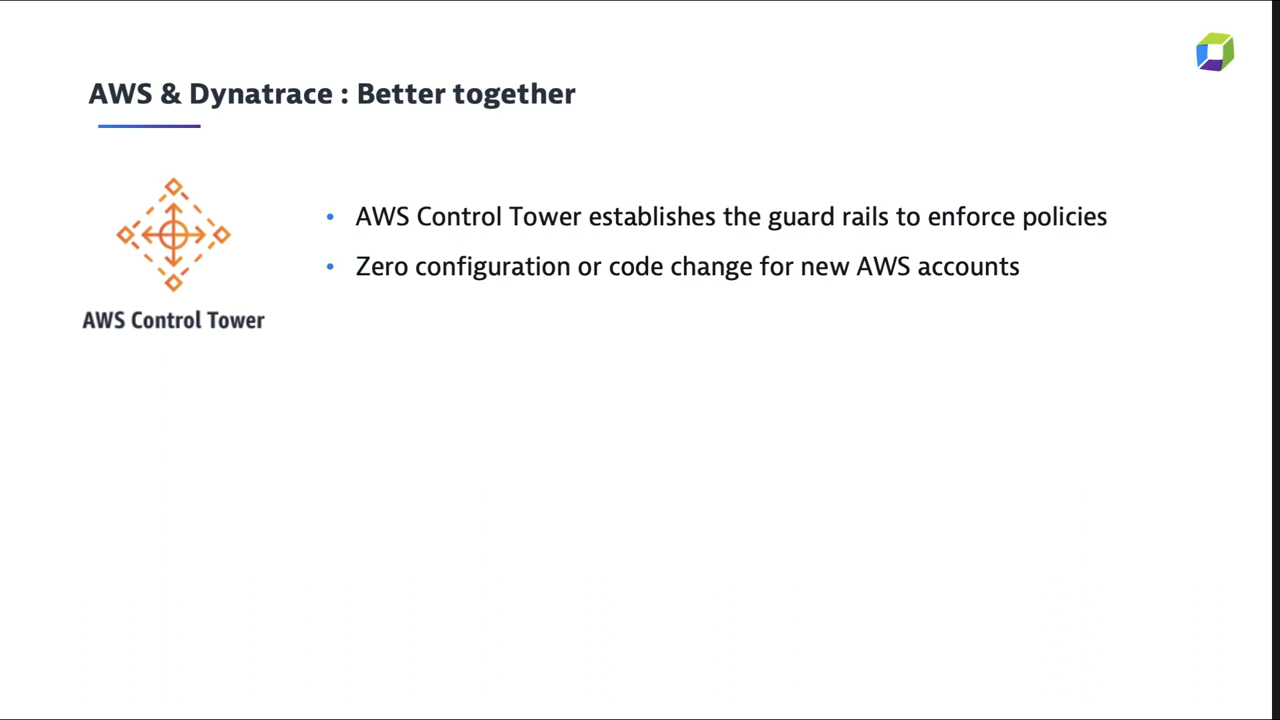 AWS & Dynatrace : Better together
• AWS Control Tower establishes the guard rails to enforce policies
• Zero configuration or code change for new AWS accounts
AWS Control Tower